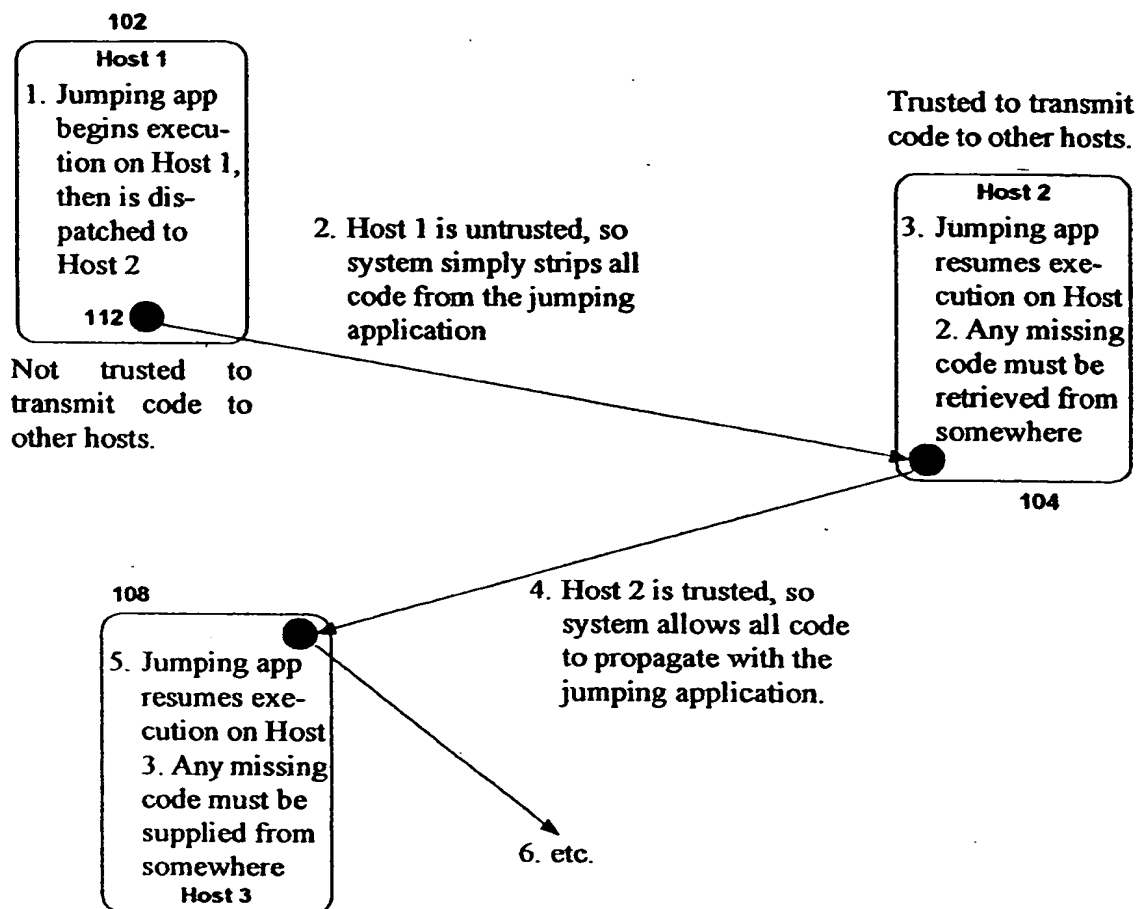 102
Host 1
1. Jumping app
begins execu-
tion on Host 1,
then is dis-
patched to
Host 2
112
Not trusted to
transmit code to
other hosts.
2. Host 1 is untrusted, so
system simply strips all
code from the jumping
application
Trusted to transmit
code to other hosts.
Host 2
3. Jumping app
resumes exe-
cution on Host
2. Any missing
code must be
retrieved from
somewhere
104
4. Host 2 is trusted, so
system allows all code
to propagate with the
jumping application.
108
5. Jumping app
resumes exe-
cution on Host
3. Any missing
code must be
supplied from
somewhere
Host 3
6. etc.